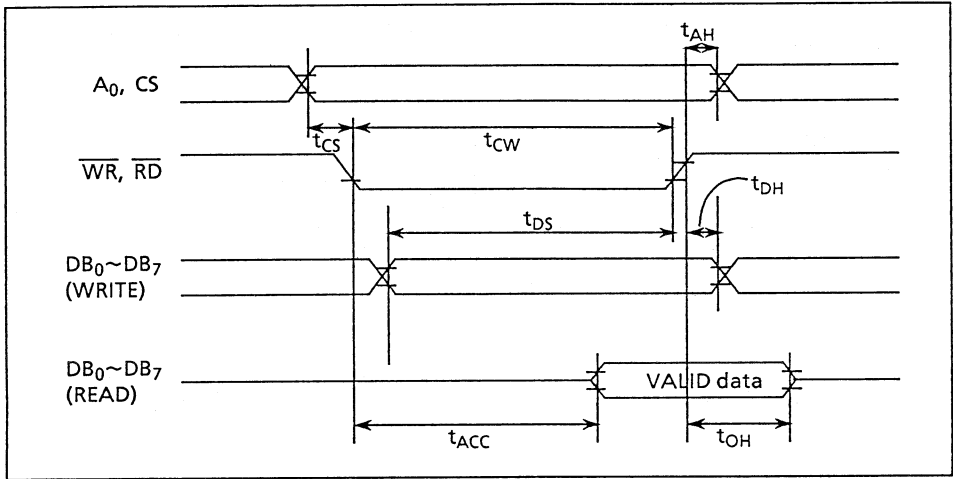 tAH
A0, CS
tCS
tCW
WR, RD
tDH
tDS
DB0~DB7
(WRITE)
DB0~DB7
(READ)
VALID data
tACC
tOH